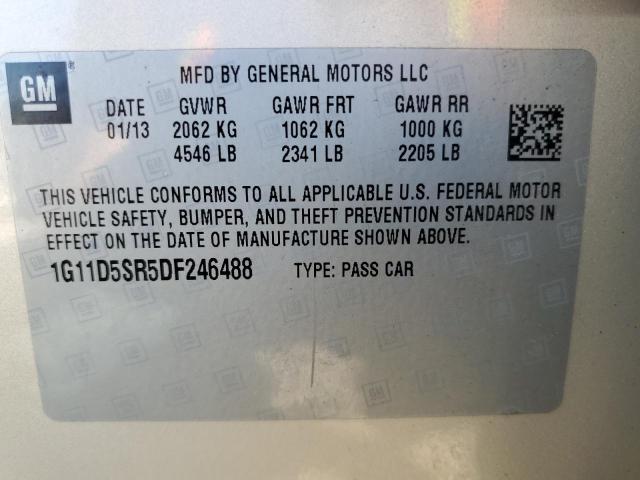 GM
MFD BY GENERAL MOTORS LLC
DATE GVWR GAWR FRT GAWR RR
01/13 2062 KG 1062 KG 1000 KG
4546 LB 2341 LB 2205 LB
THIS VEHICLE CONFORMS TO ALL APPLICABLE U.S. FEDERAL MOTOR
VEHICLE SAFETY, BUMPER, AND THEFT PREVENTION STANDARDS IN
EFFECT ON THE DATE OF MANUFACTURE SHOWN ABOVE.
1G11D5SR5DF246488 TYPE: PASS CAR